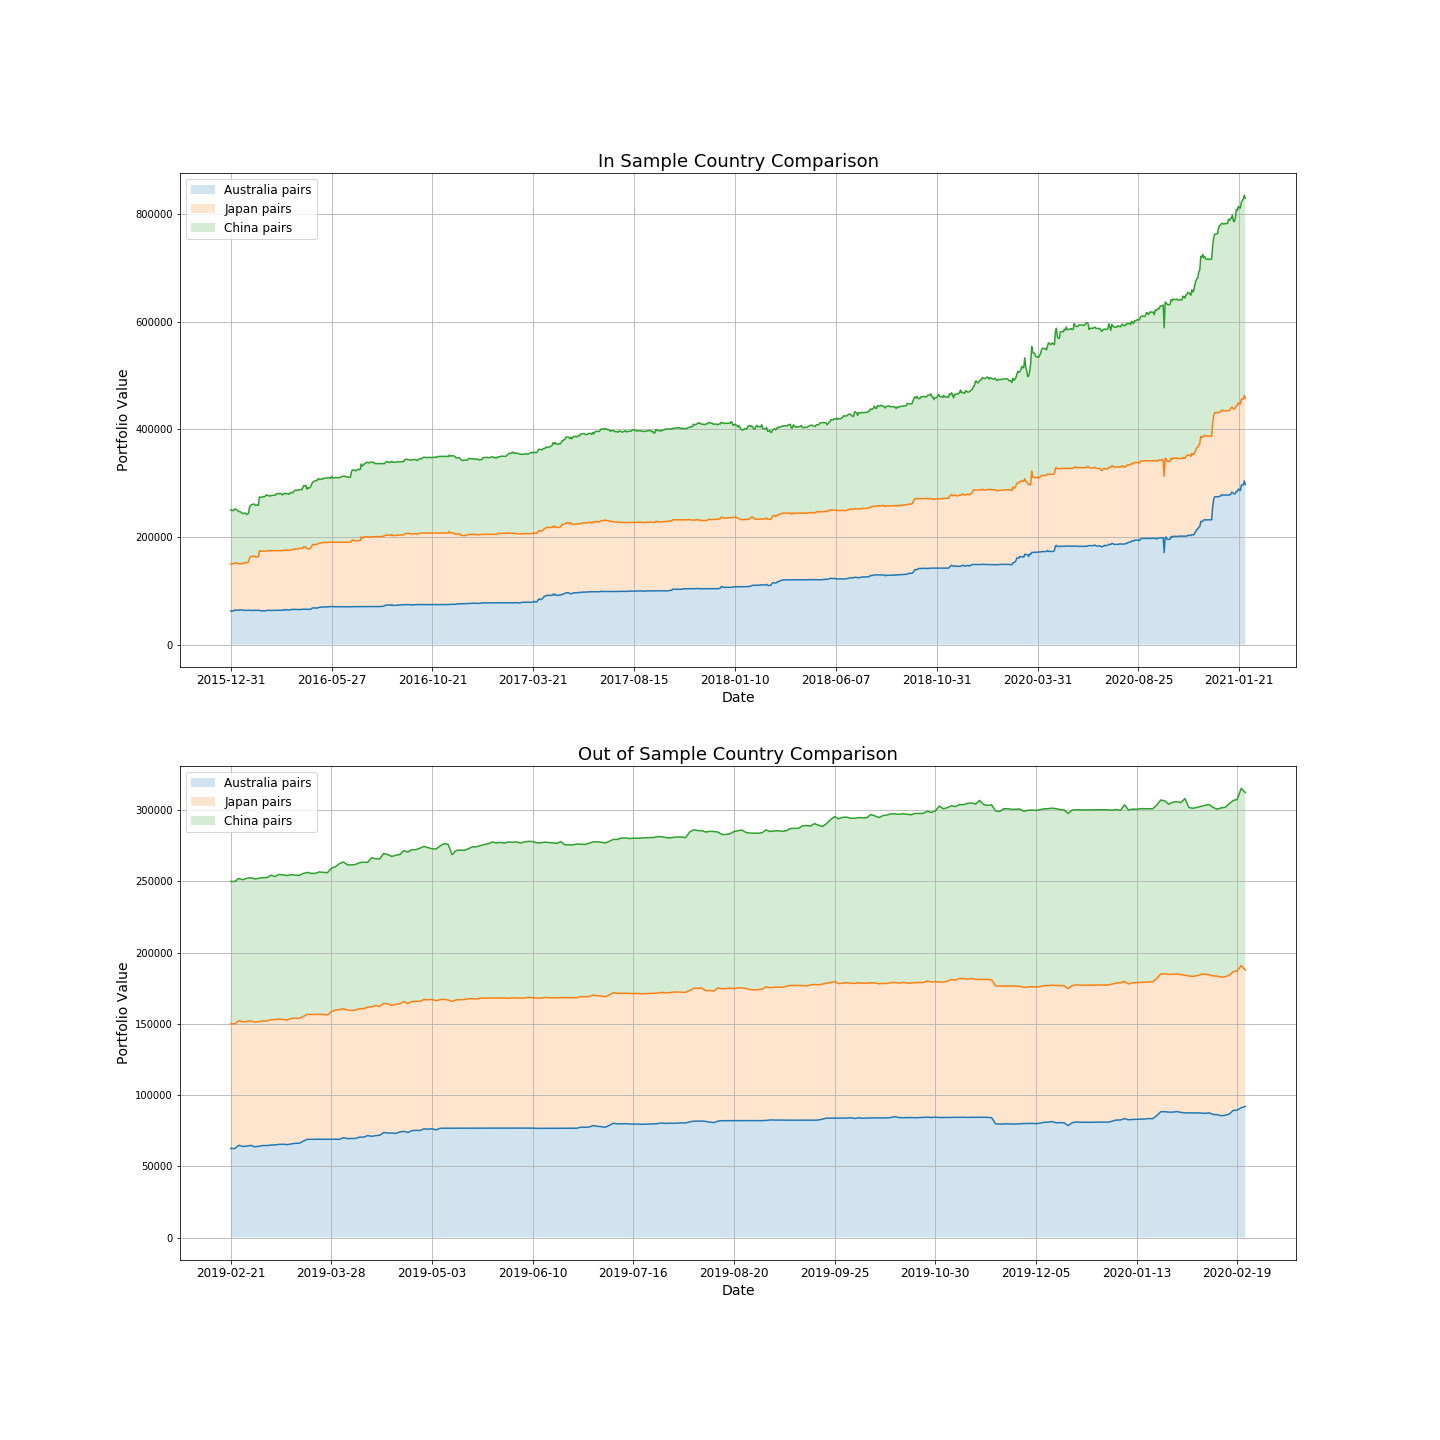 In Sample Country Comparison
Australia pairs
Japan pairs
China pairs
800000
600000
400000
200000
0
Portfolio Value
2015-12-31 2016-05-27 2016-10-21 2017-03-21 2017-08-15 2018-01-10 2018-06-07 2018-10-31 2020-03-31 2020-08-25 2021-01-21
Date
Out of Sample Country Comparison
Australia pairs
Japan pairs
China pairs
300000
250000
200000
150000
100000
50000
0
Portfolio Value
2019-02-21 2019-03-28 2019-05-03 2019-06-10 2019-07-16 2019-08-20 2019-09-25 2019-10-30 2019-12-05 2020-01-13 2020-02-19
Date